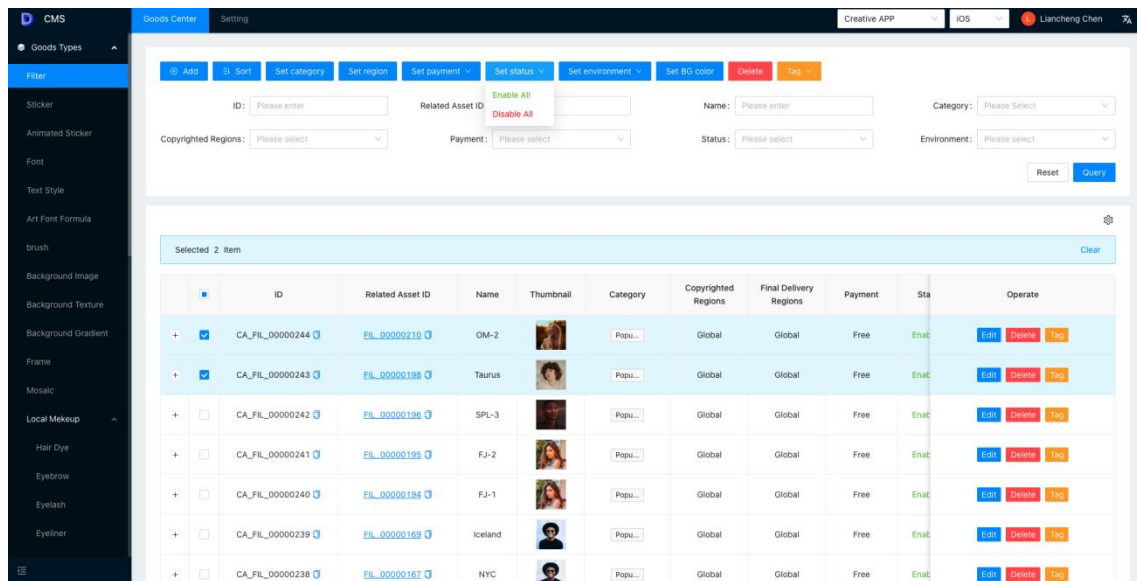 CMS Goods Center Setting Creative APP iOS L Liancheng Chen
Goods Types
Filter
Sticker
Animated Sticker
Font
Text Style
Art Font Formula
brush
Background Image
Background Texture
Background Gradient
Frame
Mosaic
Local Mekeup
Hair Dye
Eyebrow
Eyelash
Eyeliner
Add Sort Set category Set region Set payment Set status Set environment Set BG color Delete Tag
Enable All
Disable All
ID: Please enter Related Asset ID Name: Please enter Category: Please Select
Copyrighted Regions: Please select Payment: Please select Status: Please select Environment: Please select
Reset Query
Selected 2 Item Clear
ID Related Asset ID Name Thumbnail Category Copyrighted Regions Final Delivery Regions Payment Sta Operate
CA_FIL_00000244 FIL_00000210 OM-2 Popu... Global Global Free Enab Edit Delete Tag
CA_FIL_00000243 FIL_00000198 Taurus Popu... Global Global Free Enab Edit Delete Tag
CA_FIL_00000242 FIL_00000196 SPL-3 Popu... Global Global Free Enab Edit Delete Tag
CA_FIL_00000241 FIL_00000195 FJ-2 Popu... Global Global Free Enab Edit Delete Tag
CA_FIL_00000240 FIL_00000194 FJ-1 Popu... Global Global Free Enab Edit Delete Tag
CA_FIL_00000239 FIL_00000169 Iceland Popu... Global Global Free Enab Edit Delete Tag
CA_FIL_00000238 FIL_00000167 NYC Popu... Global Global Free Enab Edit Delete Tag